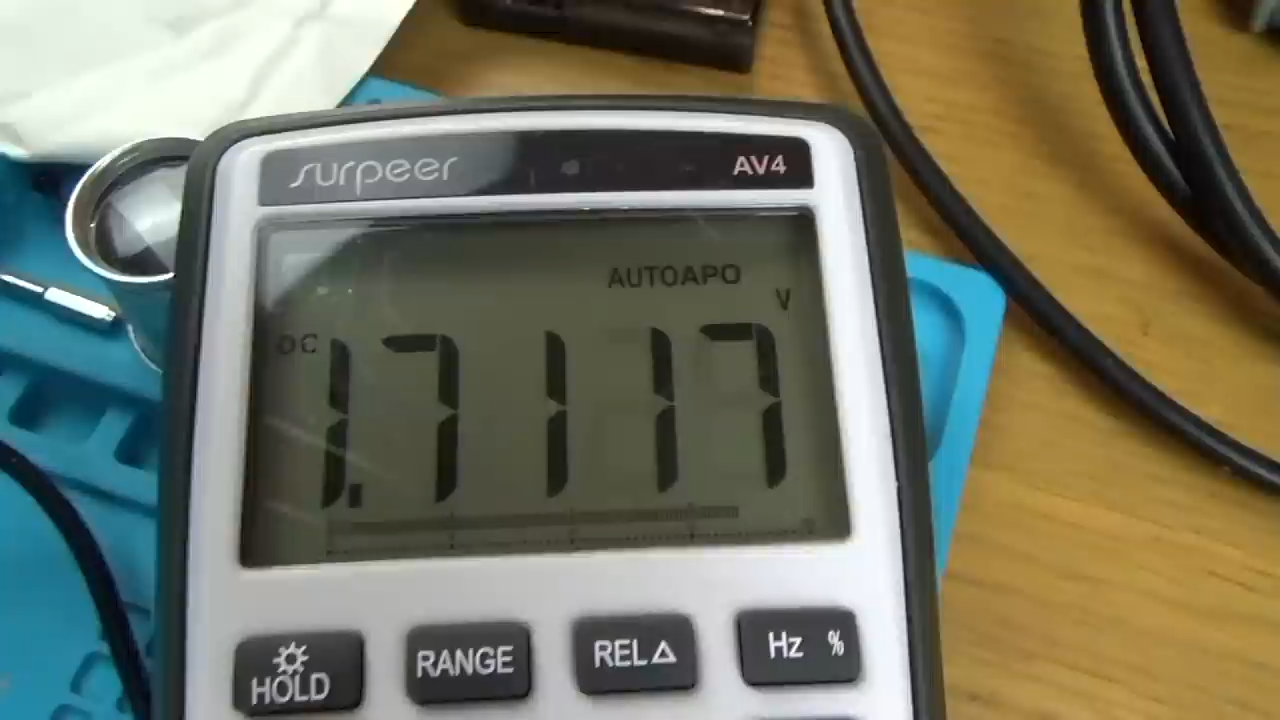 surpeer AV4
AUTOAPO
V
DC 1.7117
HOLD RANGE REL△ Hz %